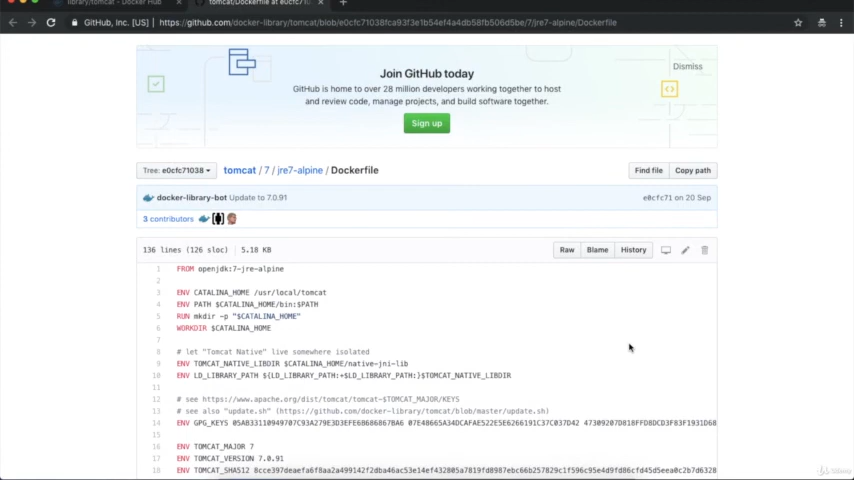 library/tomcat - Docker Hub
tomcat/Dockerfile at e0cfc71
GitHub, Inc. [US] | https://github.com/docker-library/tomcat/blob/e0cfc71038fca93f3e1b54ef4a4db58fb506d5be/7/jre7-alpine/Dockerfile
Join GitHub today
Dismiss
GitHub is home to over 28 million developers working together to host
and review code, manage projects, and build software together.
Sign up
Tree: e0cfc71038
tomcat / 7 / jre7-alpine / Dockerfile
Find file
Copy path
docker-library-bot Update to 7.0.91
e0cfc71 on 20 Sep
3 contributors
136 lines (126 sloc) | 5.18 KB
Raw
Blame
History
1 FROM openjdk:7-jre-alpine
2
3 ENV CATALINA_HOME /usr/local/tomcat
4 ENV PATH $CATALINA_HOME/bin:$PATH
5 RUN mkdir -p "$CATALINA_HOME"
6 WORKDIR $CATALINA_HOME
7
8 # let "Tomcat Native" live somewhere isolated
9 ENV TOMCAT_NATIVE_LIBDIR $CATALINA_HOME/native-jni-lib
10 ENV LD_LIBRARY_PATH ${LD_LIBRARY_PATH:+$LD_LIBRARY_PATH:}$TOMCAT_NATIVE_LIBDIR
11
12 # see https://www.apache.org/dist/tomcat/tomcat-$TOMCAT_MAJOR/KEYS
13 # see also "update.sh" (https://github.com/docker-library/tomcat/blob/master/update.sh)
14 ENV GPG_KEYS 05AB33110949707C93A279E3D3EFE6B686867BA6 07E48665A34DCAFAE522E5E6266191C37C037D42 47309207D818FFD8DCD3F83F1931D68
15
16 ENV TOMCAT_MAJOR 7
17 ENV TOMCAT_VERSION 7.0.91
18 ENV TOMCAT_SHA512 8cce397deaefa6f8aa2a499142f2dba46ac53e14ef432805a7819fd8987ebc66b257829c1f596c95e4d9fd86cfd45d5eea0c2b7d6328
Udemy